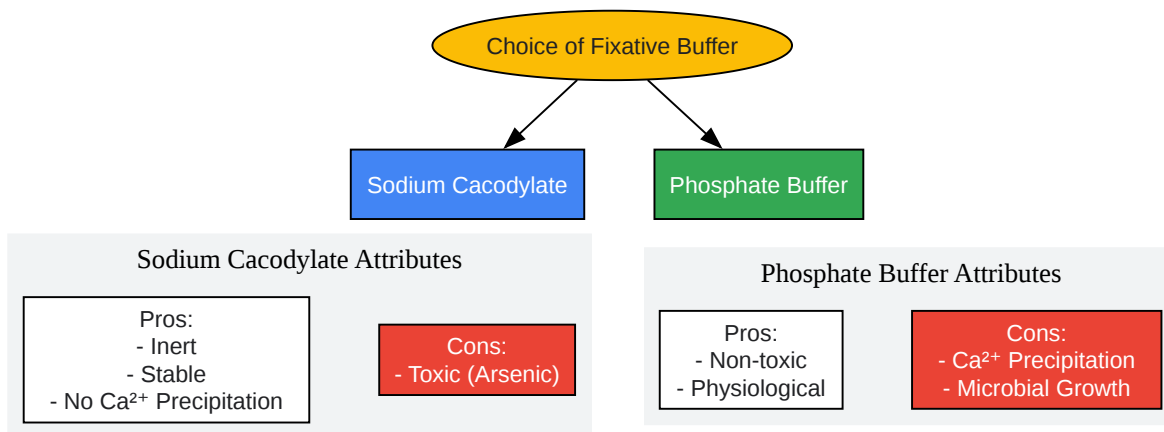 Choice of Fixative Buffer
Sodium Cacodylate
Phosphate Buffer
Sodium Cacodylate Attributes
Pros:
- Inert
- Stable
- No Ca²⁺ Precipitation
Cons:
- Toxic (Arsenic)
Phosphate Buffer Attributes
Pros:
- Non-toxic
- Physiological
Cons:
- Ca²⁺ Precipitation
- Microbial Growth